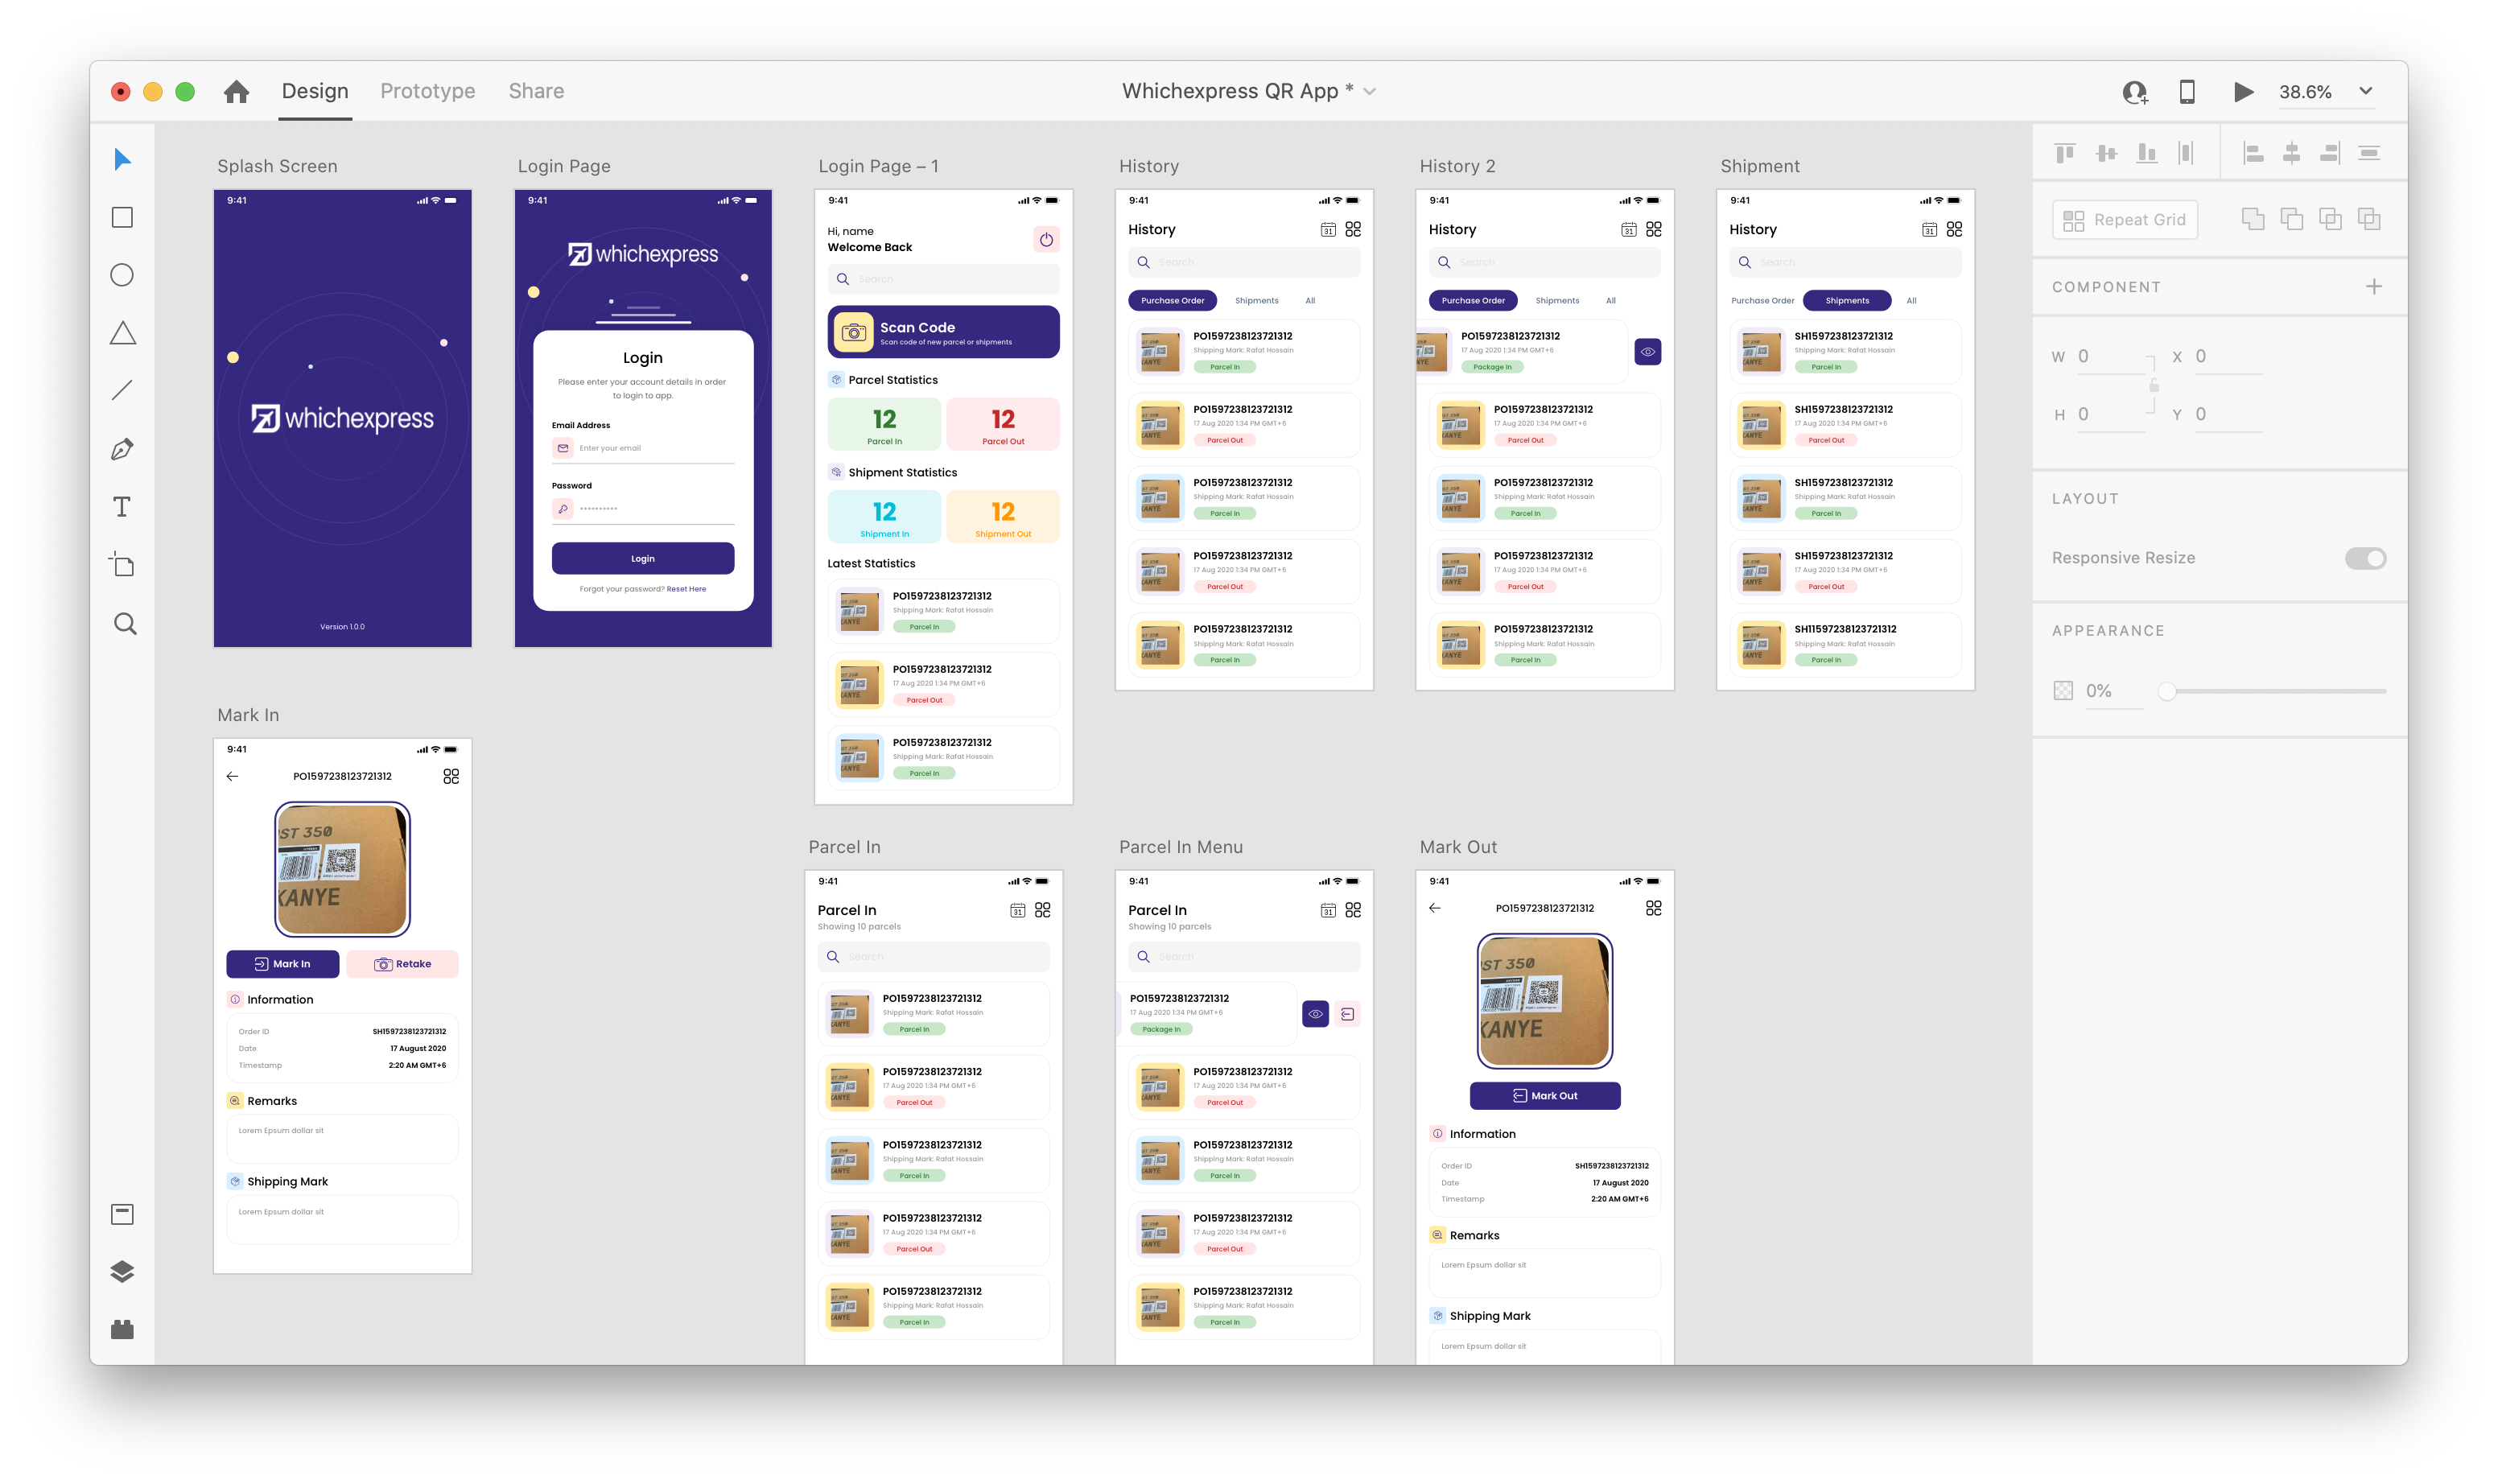 Design
Prototype
Share
Whichexpress QR App *
38.6%
Splash Screen
9:41
whichexpress
Version 1.0.0
Login Page
9:41
whichexpress
Login
Please enter your account details in order
to login to app.
Email Address
Enter your email
Password
**********
Login
Forgot your password? Reset Here
Login Page – 1
9:41
Hi, name
Welcome Back
Search
Scan Code
Scan code of new parcel or shipments
Parcel Statistics
12
Parcel In
12
Parcel Out
Shipment Statistics
12
Shipment In
12
Shipment Out
Latest Statistics
PO1597238123721312
Shipping Mark: Rafat Hossain
Parcel In
PO1597238123721312
17 Aug 2020 1:34 PM GMT+6
Parcel Out
PO1597238123721312
Shipping Mark: Rafat Hossain
Parcel In
History
9:41
History
31
Search
Purchase Order
Shipments
All
PO1597238123721312
Shipping Mark: Rafat Hossain
Parcel In
PO1597238123721312
17 Aug 2020 1:34 PM GMT+6
Parcel Out
PO1597238123721312
Shipping Mark: Rafat Hossain
Parcel In
PO1597238123721312
17 Aug 2020 1:34 PM GMT+6
Parcel Out
PO1597238123721312
Shipping Mark: Rafat Hossain
Parcel In
History 2
9:41
History
31
Search
Purchase Order
Shipments
All
PO1597238123721312
17 Aug 2020 1:34 PM GMT+6
Package In
PO1597238123721312
17 Aug 2020 1:34 PM GMT+6
Parcel Out
PO1597238123721312
Shipping Mark: Rafat Hossain
Parcel In
PO1597238123721312
17 Aug 2020 1:34 PM GMT+6
Parcel Out
PO1597238123721312
Shipping Mark: Rafat Hossain
Parcel In
Shipment
9:41
History
31
Search
Purchase Order
Shipments
All
SH1597238123721312
Shipping Mark: Rafat Hossain
Parcel In
SH1597238123721312
17 Aug 2020 1:34 PM GMT+6
Parcel Out
SH1597238123721312
Shipping Mark: Rafat Hossain
Parcel In
SH1597238123721312
17 Aug 2020 1:34 PM GMT+6
Parcel Out
SH11597238123721312
Shipping Mark: Rafat Hossain
Parcel In
Mark In
9:41
PO1597238123721312
ST 350
KANYE
Mark In
Retake
Information
Order ID
SH1597238123721312
Date
17 August 2020
Timestamp
2:20 AM GMT+6
Remarks
Lorem Epsum dollar sit
Shipping Mark
Lorem Epsum dollar sit
Parcel In
9:41
Parcel In
31
Showing 10 parcels
Search
PO1597238123721312
Shipping Mark: Rafat Hossain
Parcel In
PO1597238123721312
17 Aug 2020 1:34 PM GMT+6
Parcel Out
PO1597238123721312
Shipping Mark: Rafat Hossain
Parcel In
PO1597238123721312
17 Aug 2020 1:34 PM GMT+6
Parcel Out
PO1597238123721312
Shipping Mark: Rafat Hossain
Parcel In
Parcel In Menu
9:41
Parcel In
31
Showing 10 parcels
Search
PO1597238123721312
17 Aug 2020 1:34 PM GMT+6
Package In
PO1597238123721312
17 Aug 2020 1:34 PM GMT+6
Parcel Out
PO1597238123721312
Shipping Mark: Rafat Hossain
Parcel In
PO1597238123721312
17 Aug 2020 1:34 PM GMT+6
Parcel Out
PO1597238123721312
Shipping Mark: Rafat Hossain
Parcel In
Mark Out
9:41
PO1597238123721312
ST 350
KANYE
Mark Out
Information
Order ID
SH1597238123721312
Date
17 August 2020
Timestamp
2:20 AM GMT+6
Remarks
Lorem Epsum dollar sit
Shipping Mark
Lorem Epsum dollar sit
Repeat Grid
COMPONENT
W 0
X 0
H 0
Y 0
LAYOUT
Responsive Resize
APPEARANCE
0%